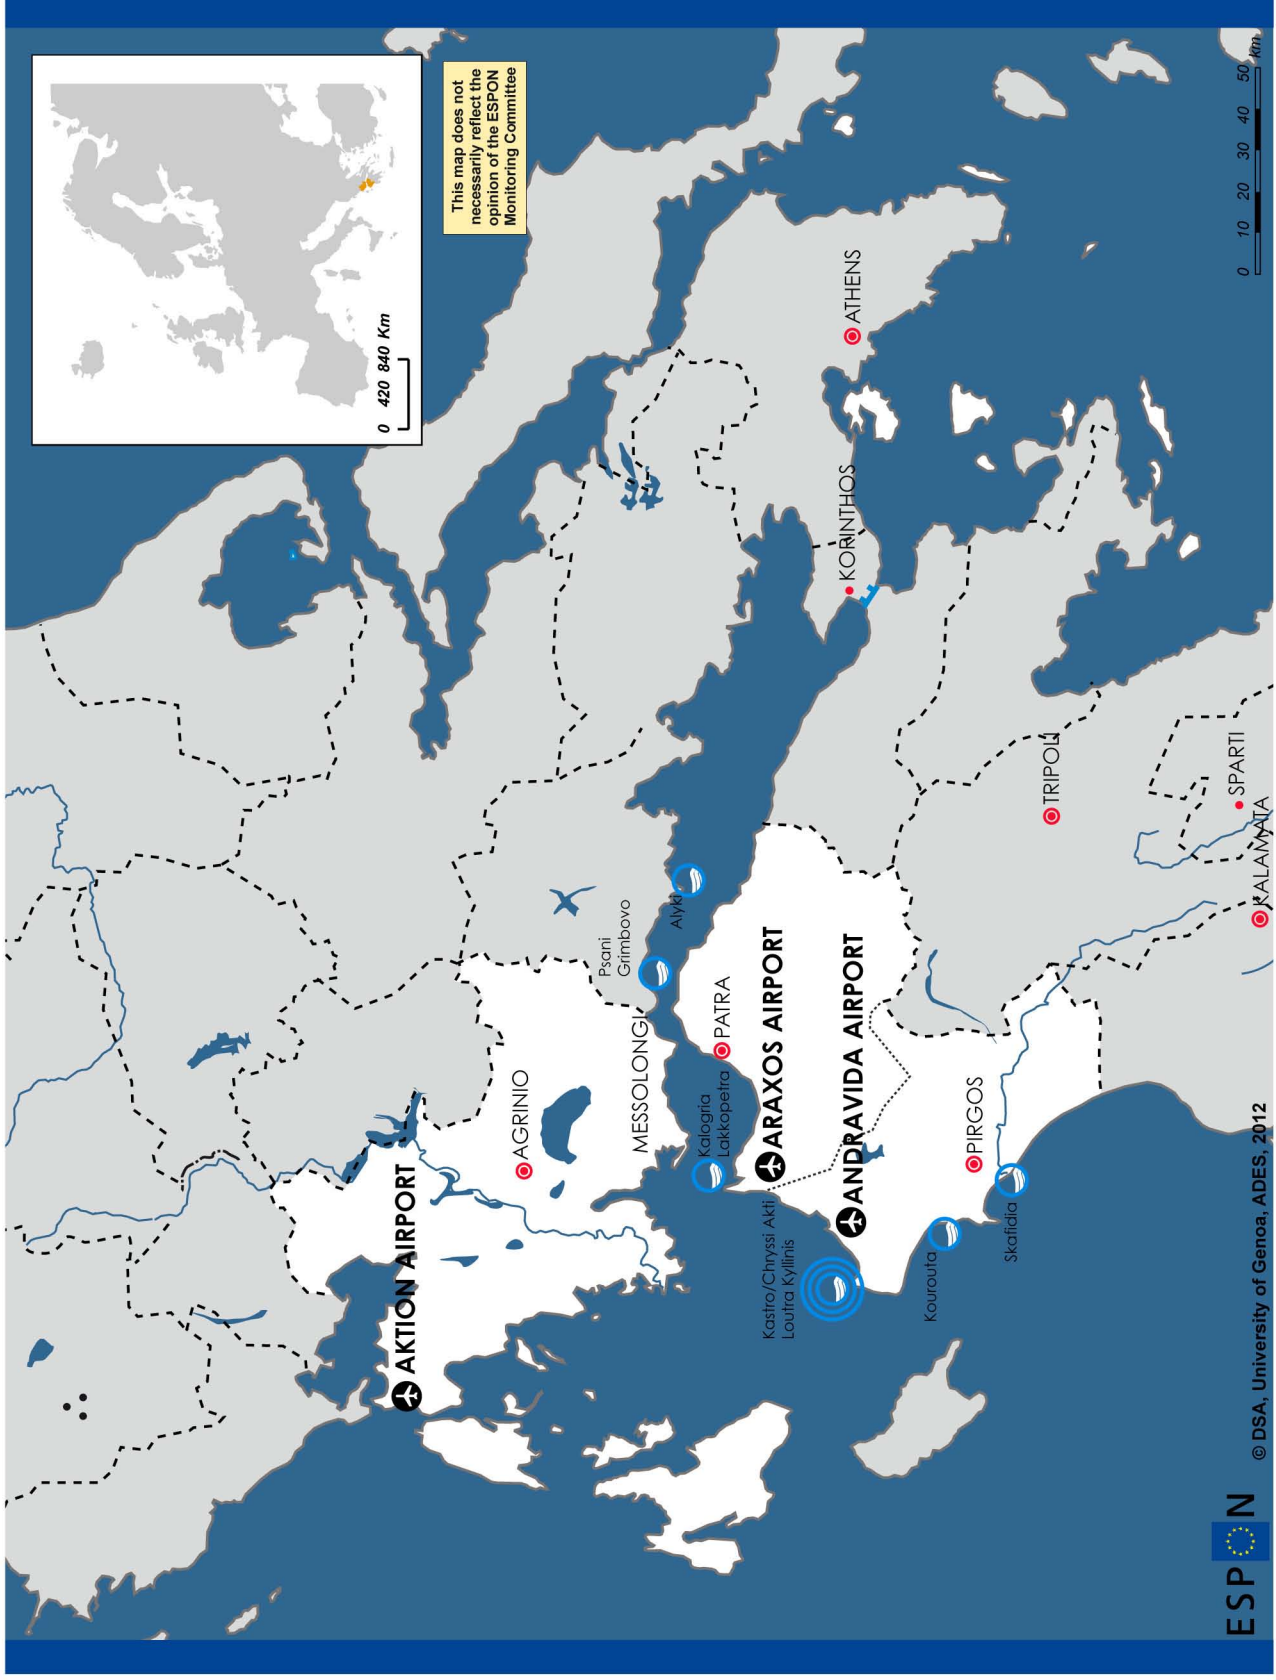 This map does not
necessarily reflect the
opinion of the ESPON
Monitoring Committee
0 420 840 Km
AKTION AIRPORT
AGRINIO
Psani
Grimbovo
Alyki
MESSOLONGI
Kalogria
Lakkopetra
PATRA
ARAXOS AIRPORT
Kastro/Chryssi Akti
Loutra Kyllinis
ANDRAVIDA AIRPORT
KORINTHOS
ATHENS
Kourouta
PIRGOS
Skafidia
TRIPOLI
SPARTI
KALAMATA
0 10 20 30 40 50 km
ESP N
© DSA, University of Genoa, ADES, 2012